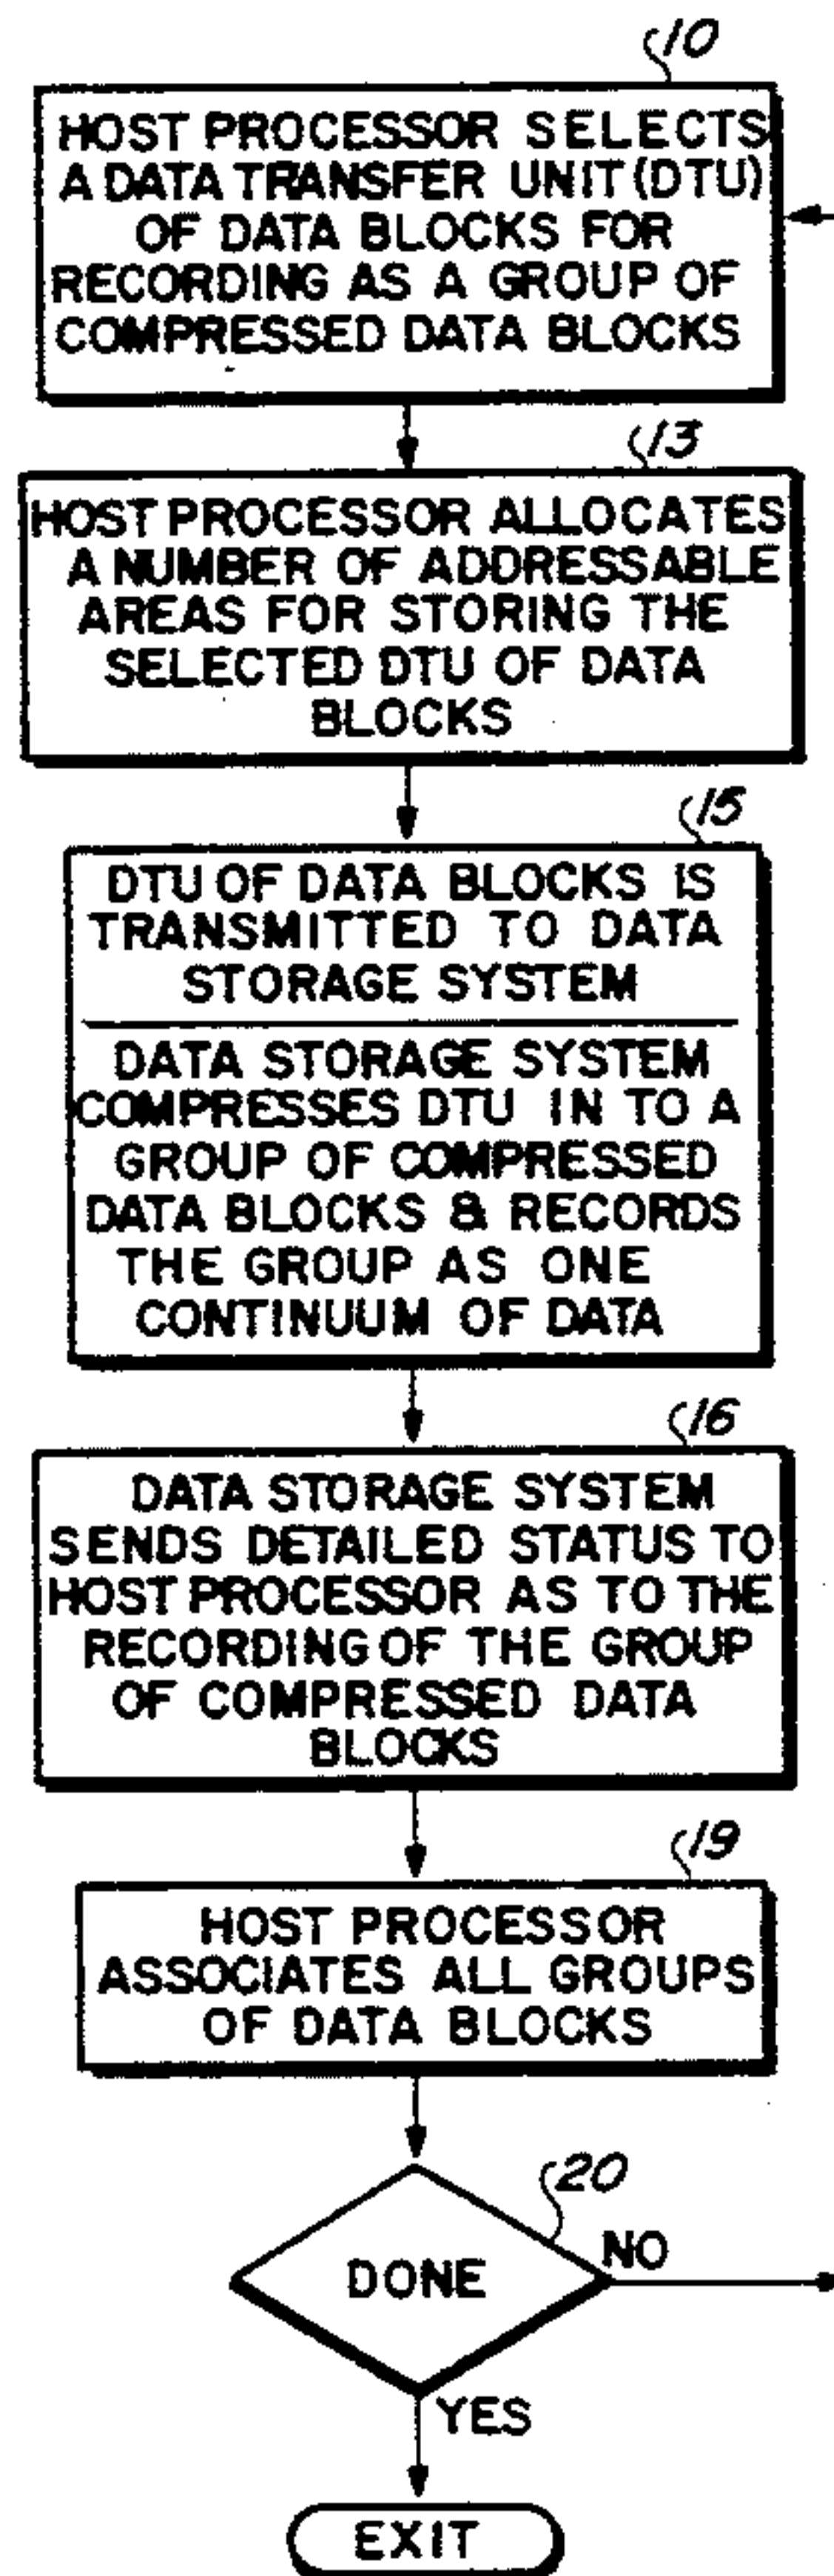 10
HOST PROCESSOR SELECTS
A DATA TRANSFER UNIT (DTU)
OF DATA BLOCKS FOR
RECORDING AS A GROUP OF
COMPRESSED DATA BLOCKS
13
HOST PROCESSOR ALLOCATES
A NUMBER OF ADDRESSABLE
AREAS FOR STORING THE
SELECTED DTU OF DATA
BLOCKS
15
DTU OF DATA BLOCKS IS
TRANSMITTED TO DATA
STORAGE SYSTEM
DATA STORAGE SYSTEM
COMPRESSES DTU IN TO A
GROUP OF COMPRESSED
DATA BLOCKS & RECORDS
THE GROUP AS ONE
CONTINUUM OF DATA
16
DATA STORAGE SYSTEM
SENDS DETAILED STATUS TO
HOST PROCESSOR AS TO THE
RECORDING OF THE GROUP
OF COMPRESSED DATA
BLOCKS
19
HOST PROCESSOR
ASSOCIATES ALL GROUPS
OF DATA BLOCKS
20
DONE
NO
YES
EXIT